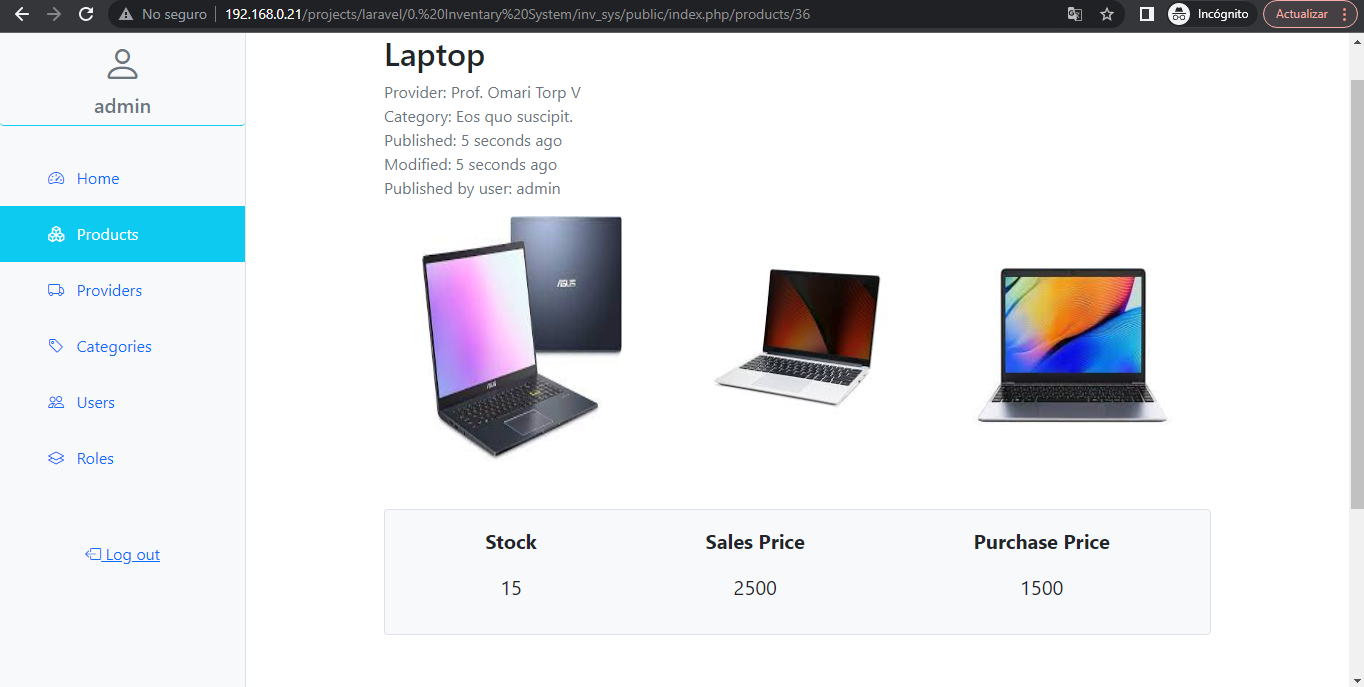 No seguro
192.168.0.21/projects/laravel/0.%20Inventary%20System/inv_sys/public/index.php/products/36
Incógnito
Actualizar
admin
Home
Products
Providers
Categories
Users
Roles
Log out
Laptop
Provider: Prof. Omari Torp V
Category: Eos quo suscipit.
Published: 5 seconds ago
Modified: 5 seconds ago
Published by user: admin
ASUS
ASUS
Stock Sales Price Purchase Price
15 2500 1500